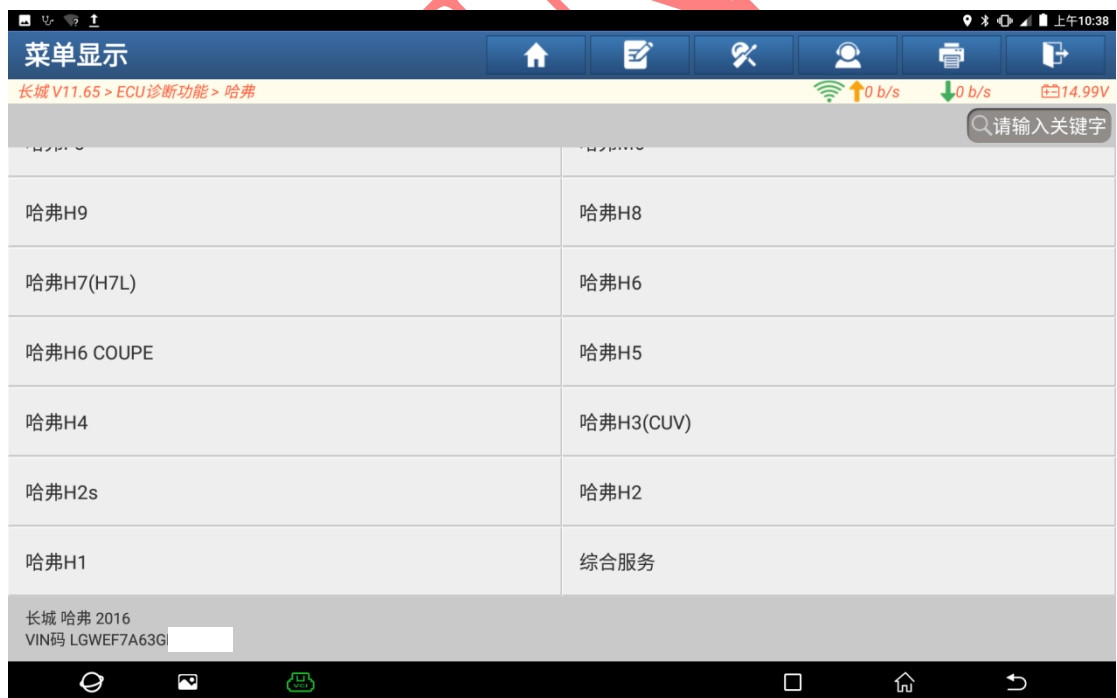 上午10:38
菜单显示
长城 V11.65 > ECU诊断功能 > 哈弗
0 b/s
0 b/s
14.99V
请输入关键字
哈弗H9
哈弗H8
哈弗H7(H7L)
哈弗H6
哈弗H6 COUPE
哈弗H5
哈弗H4
哈弗H3(CUV)
哈弗H2s
哈弗H2
哈弗H1
综合服务
长城 哈弗 2016
VIN码 LGWEF7A63G
VCI